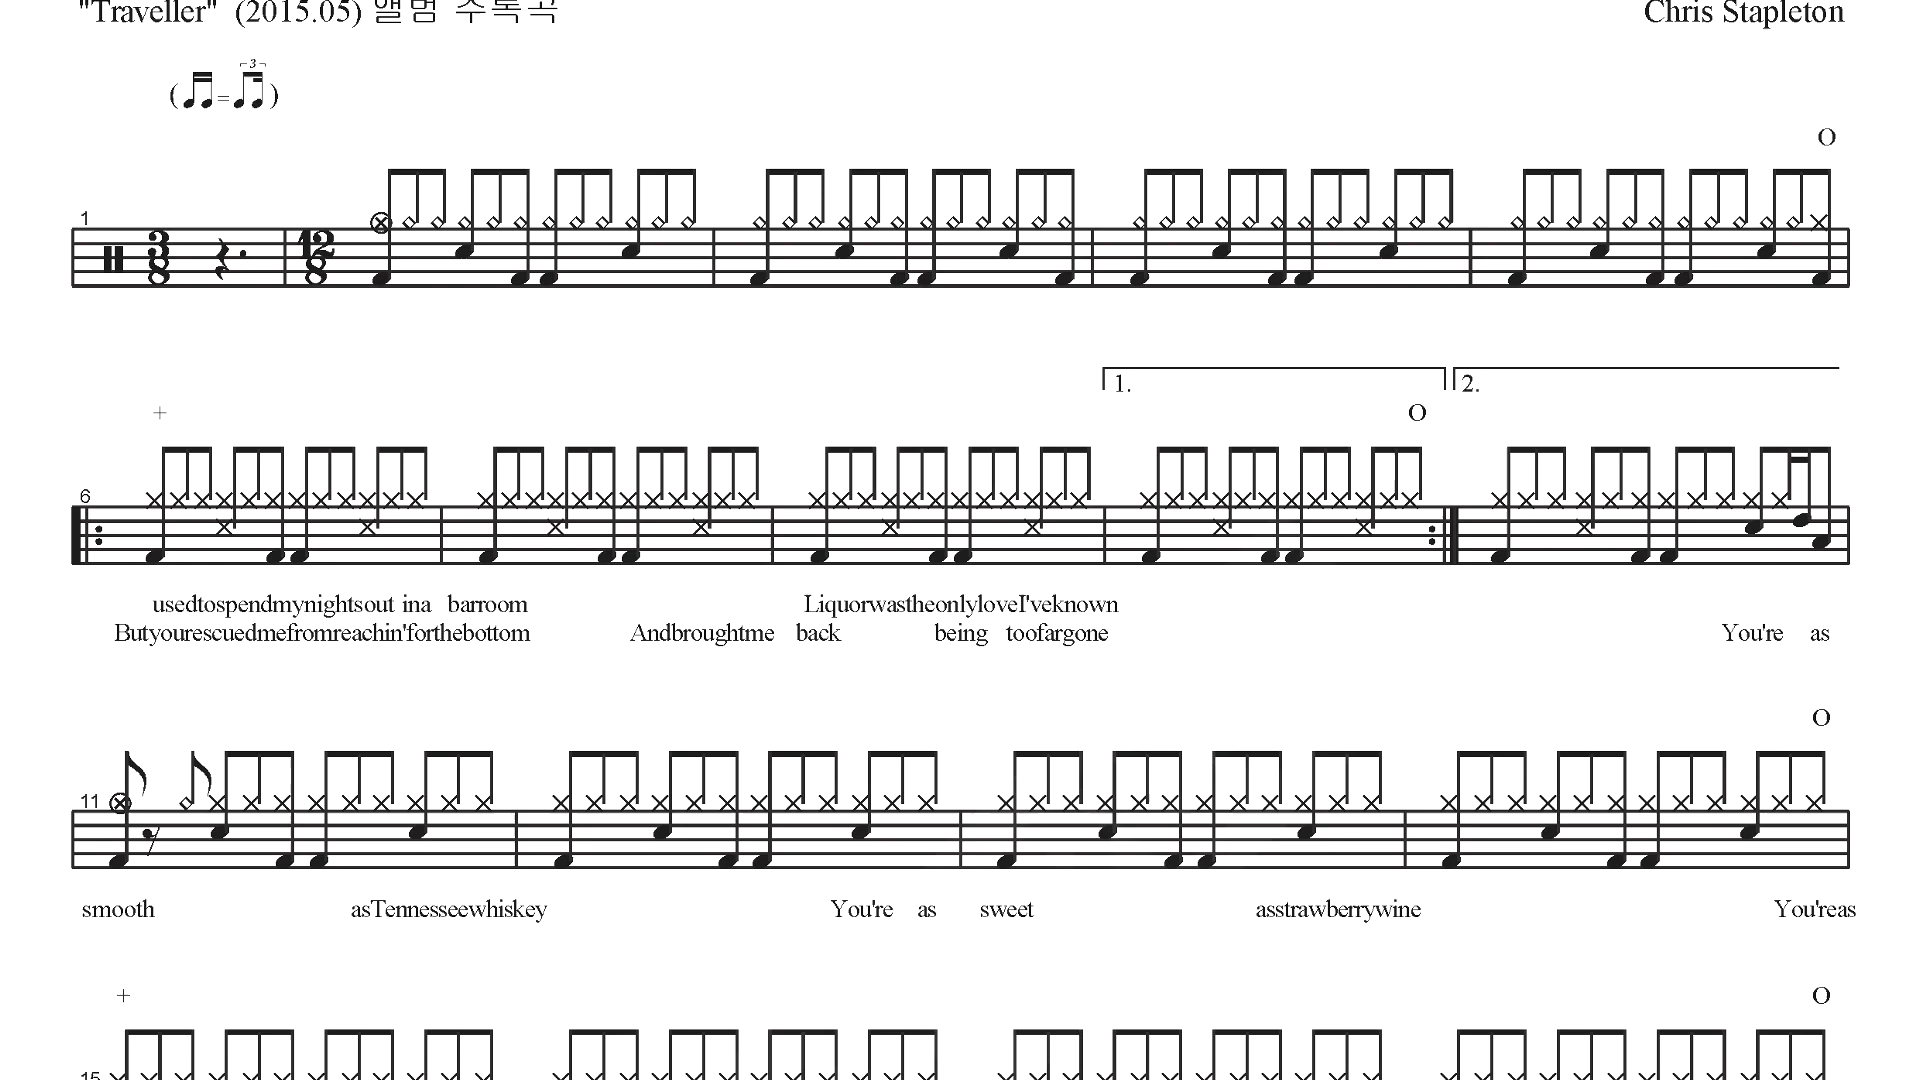 "Traveller" (2015.05) 앨범 수록곡 Chris Stapleton
(=3)
O
1
3
8
12
8
1. 2.
+ O
6
usedtospendmynightsout ina barroom LiquorwastheonlyloveI'veknown
Butyourescuedmefromreachin'forthebottom Andbroughtme back being toofargone You're as
O
11
smooth asTennesseewhiskey You're as sweet asstrawberrywine You'reas
+ O
15